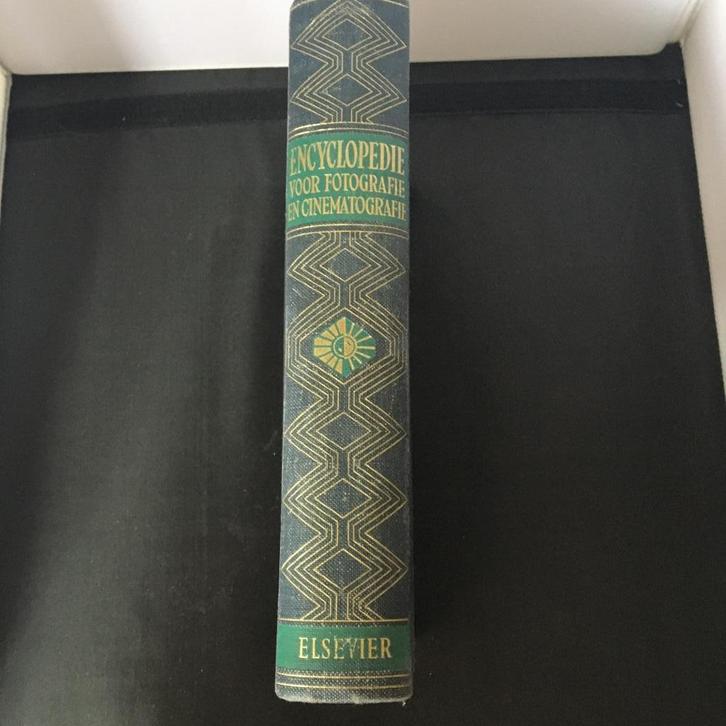 ENCYCLOPEDIE
VOOR FOTOGRAFIE
EN CINEMATOGRAFIE
ELSEVIER